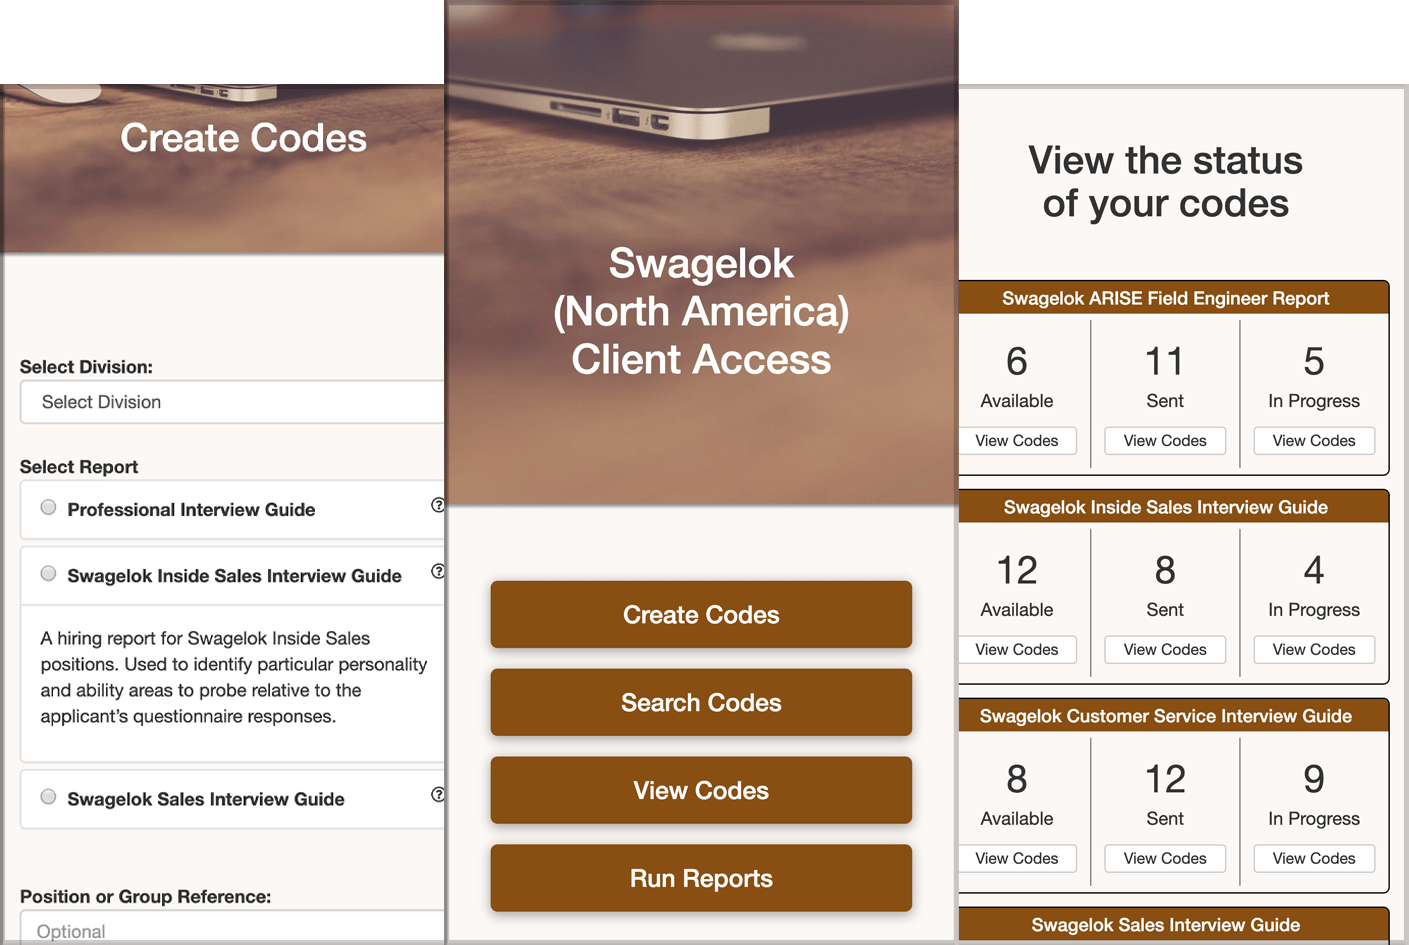 Create Codes
Select Division:
Select Division
Select Report
Professional Interview Guide
Swagelok Inside Sales Interview Guide
A hiring report for Swagelok Inside Sales
positions. Used to identify particular personality
and ability areas to probe relative to the
applicant’s questionnaire responses.
Swagelok Sales Interview Guide
Position or Group Reference:
Optional
Swagelok
(North America)
Client Access
Create Codes
Search Codes
View Codes
Run Reports
View the status
of your codes
Swagelok ARISE Field Engineer Report
6 11 5
Available Sent In Progress
View Codes View Codes View Codes
Swagelok Inside Sales Interview Guide
12 8 4
Available Sent In Progress
View Codes View Codes View Codes
Swagelok Customer Service Interview Guide
8 12 9
Available Sent In Progress
View Codes View Codes View Codes
Swagelok Sales Interview Guide